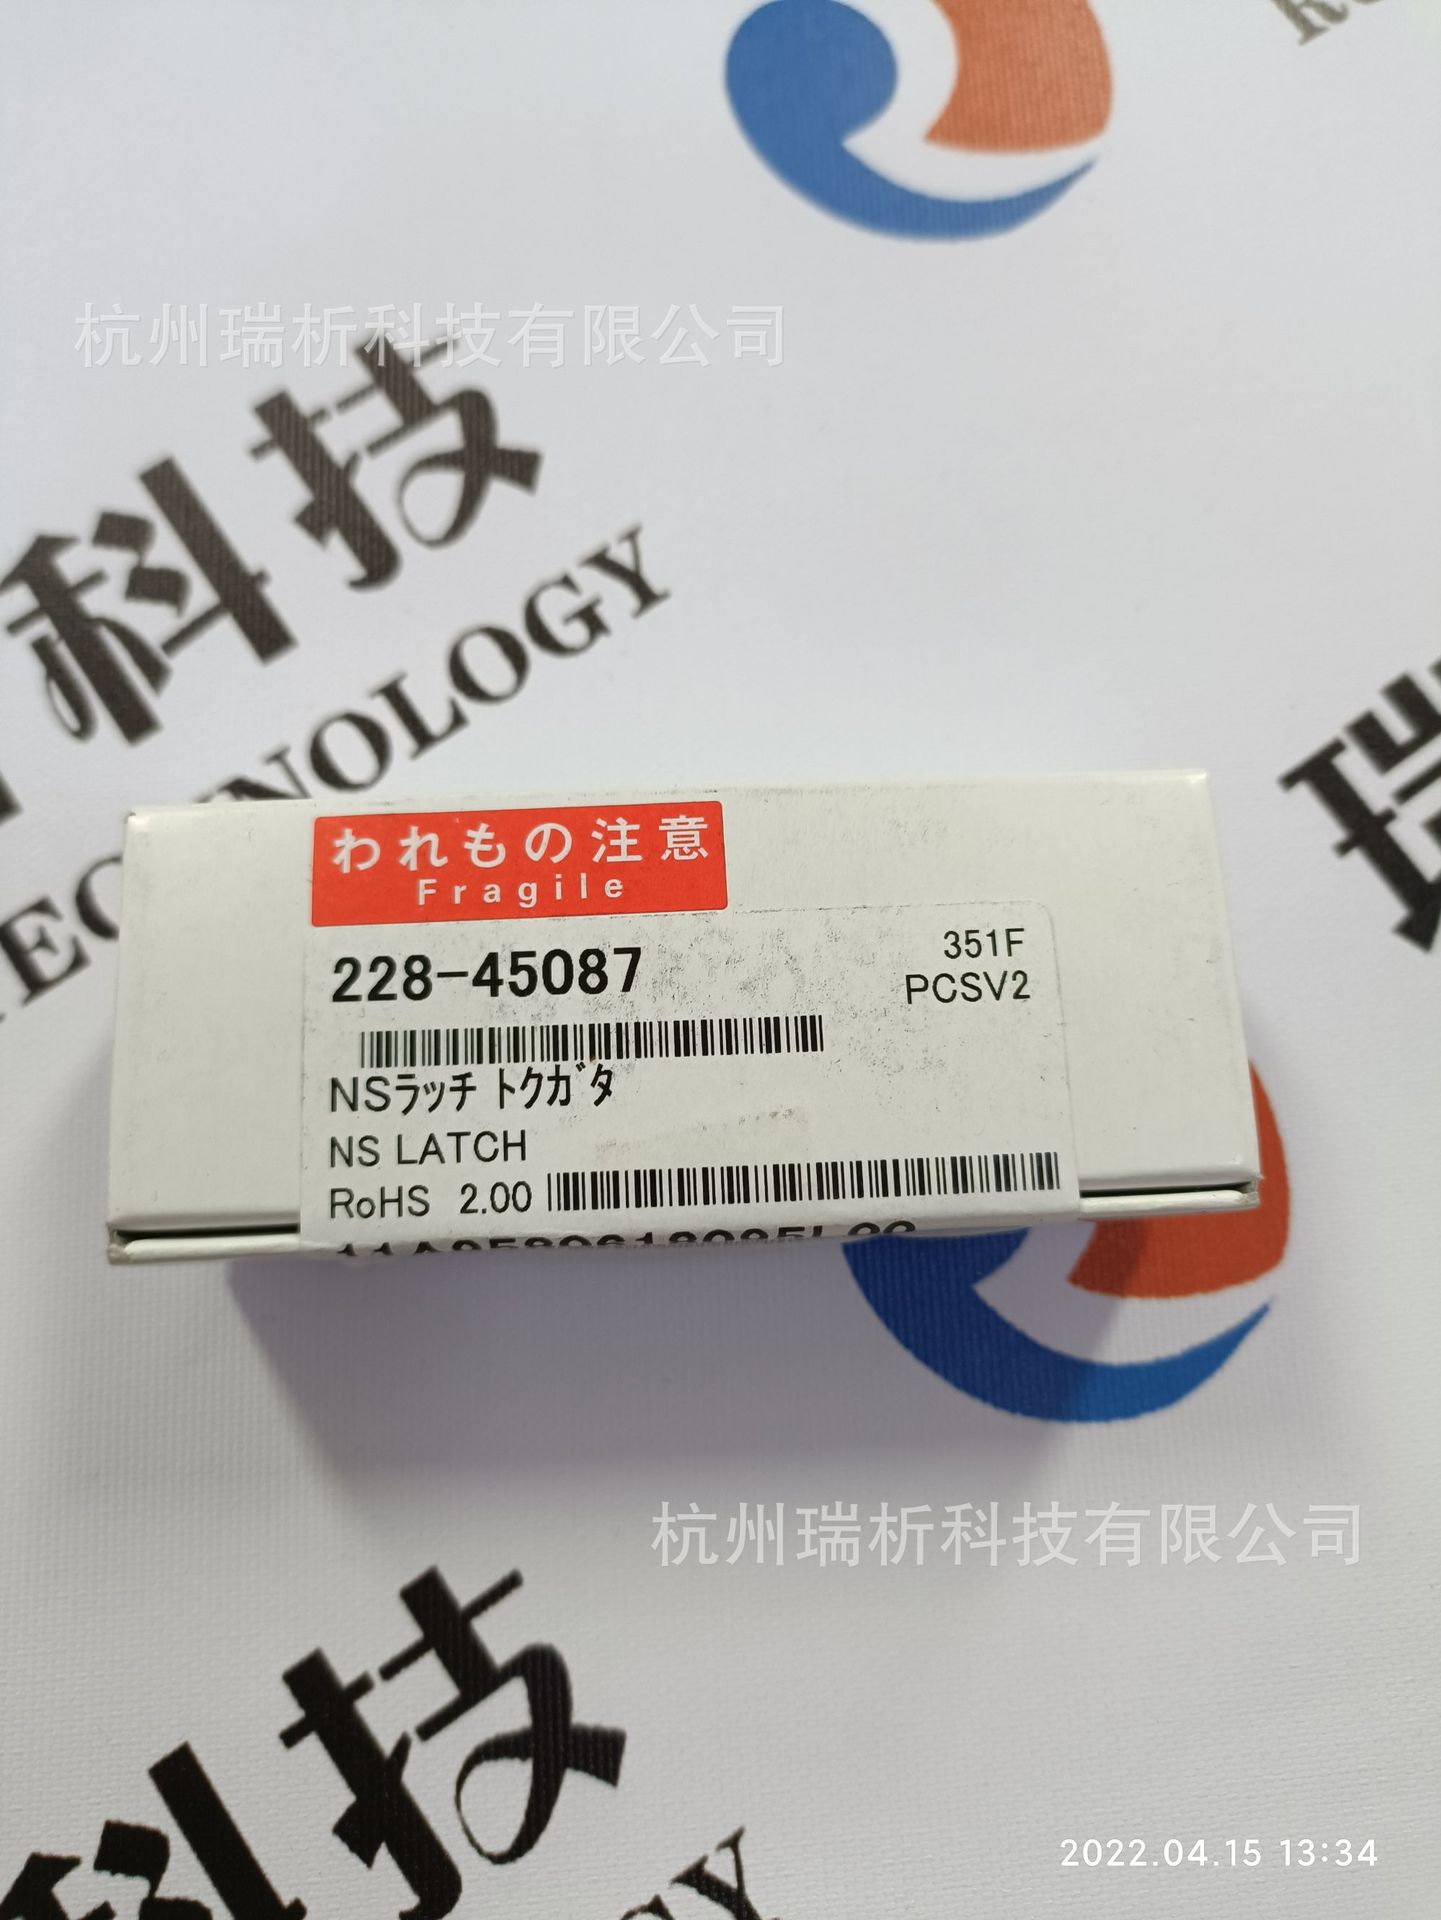 杭州瑞析科技有限公司
科技
TECHNOLOGY
瑞
われもの注意
Fragile
228-45087
351F
PCSV2
NSラッチ トクガタ
NS LATCH
RoHS 2.00
杭州瑞析科技有限公司
科技
2022.04.15 13:34